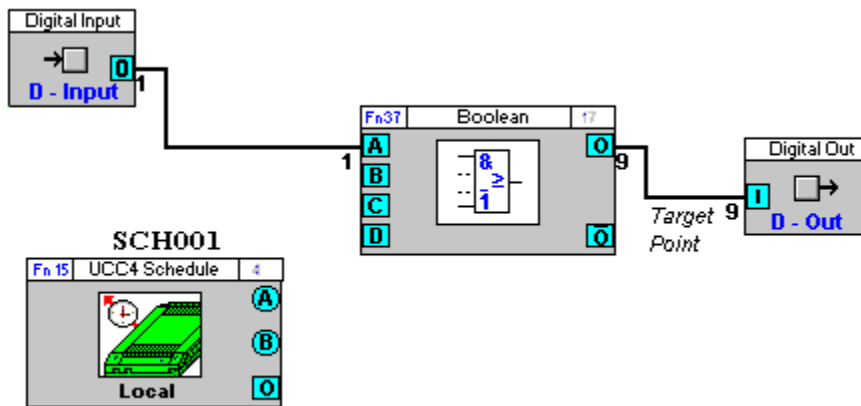 Digital Input
0
D - Input
1
Fn37 Boolean 17
A
B
C
D
&
≥
1
O
O
1
9
Digital Out
I
D - Out
Target
Point
9
SCH001
Fn 15 UCC4 Schedule 4
A
B
O
Local